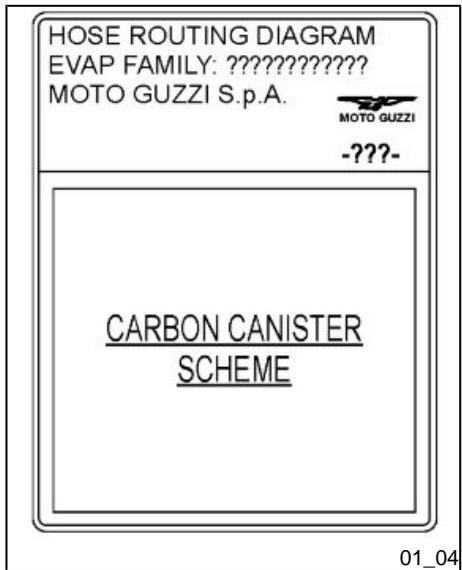 HOSE ROUTING DIAGRAM
EVAP FAMILY: ????????????
MOTO GUZZI S.p.A.
MOTO GUZZI
-???-
CARBON CANISTER
SCHEME
01_04